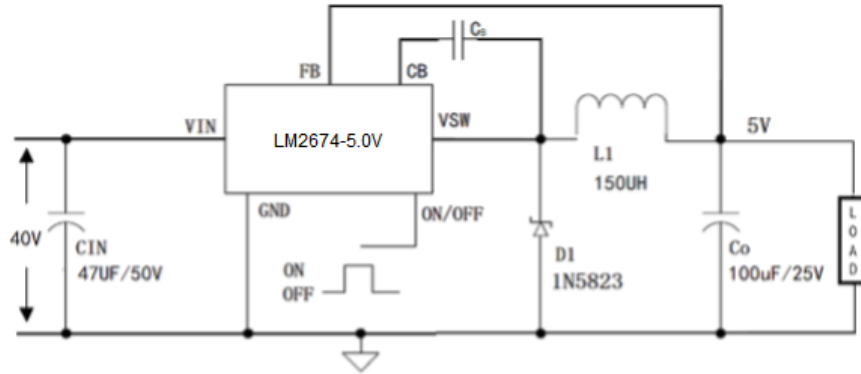 FB
CB
Cs
VIN
LM2674-5.0V
VSW
5V
L1
150UH
GND
ON/OFF
40V
CIN
47UF/50V
ON
OFF
D1
1N5823
Co
100uF/25V
LOAD